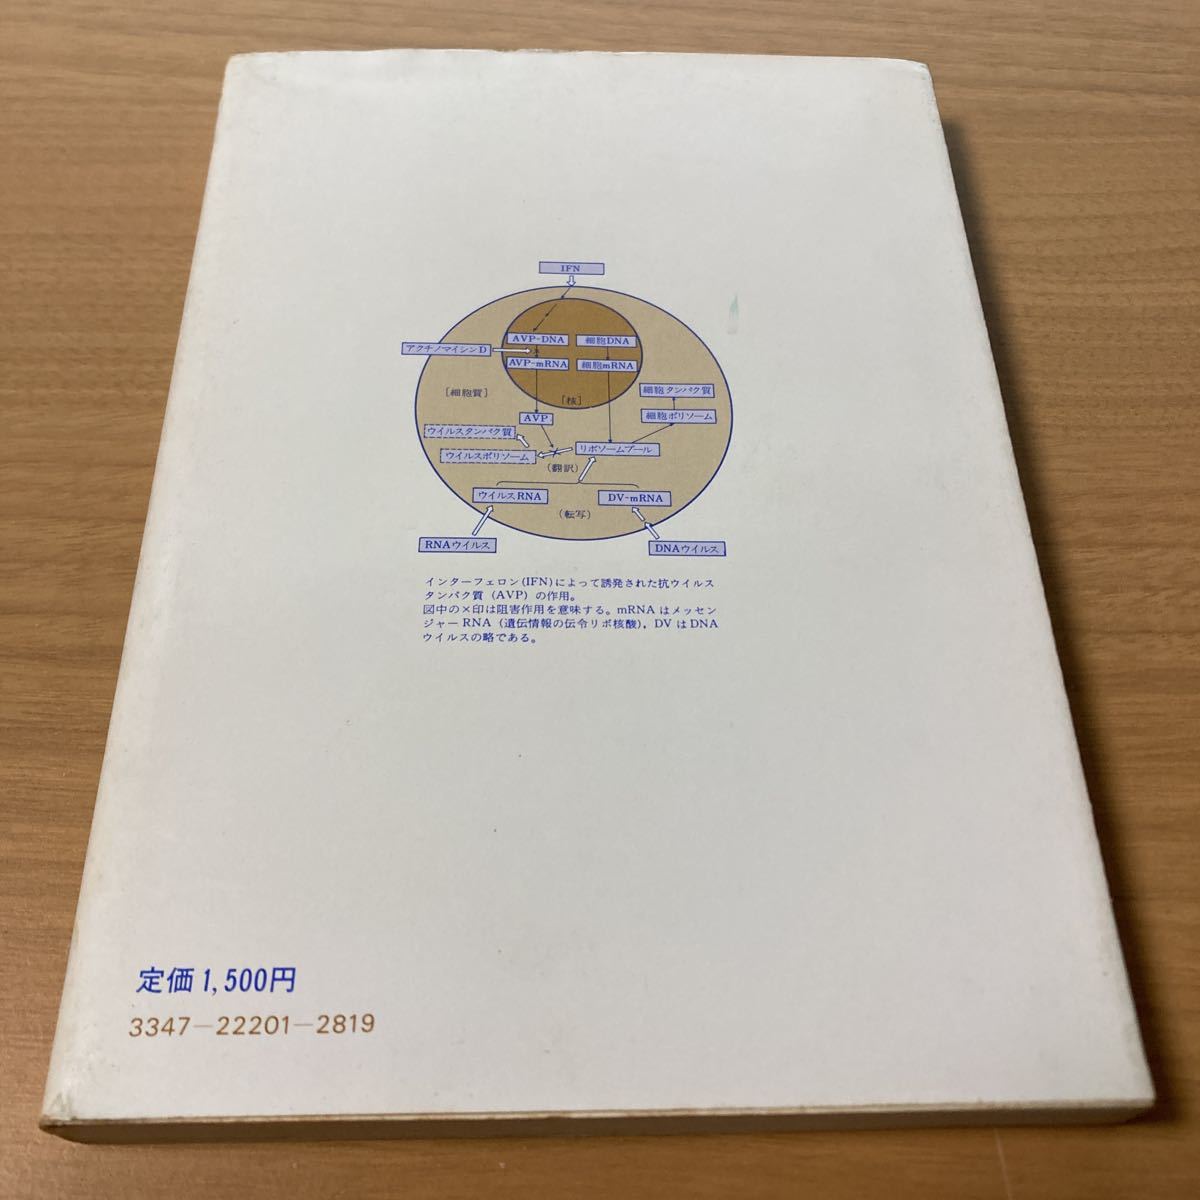 IFN
AVP-DNA
細胞DNA
アクチノマイシンD
AVP-mRNA
細胞mRNA
[細胞質]
[核]
細胞タンパク質
AVP
細胞ポリソーム
ウイルスタンパク質
ウイルスポリソーム
リボソームプール
(翻訳)
ウイルスRNA
DV-mRNA
(転写)
RNAウイルス
DNAウイルス
インターフェロン(IFN)によって誘発された抗ウイルス
タンパク質(AVP)の作用。
図中の×印は阻害作用を意味する。mRNAはメッセン
ジャーRNA(遺伝情報の伝令リボ核酸),DVはDNA
ウイルスの略である。
定価1,500円
3347-22201-2819